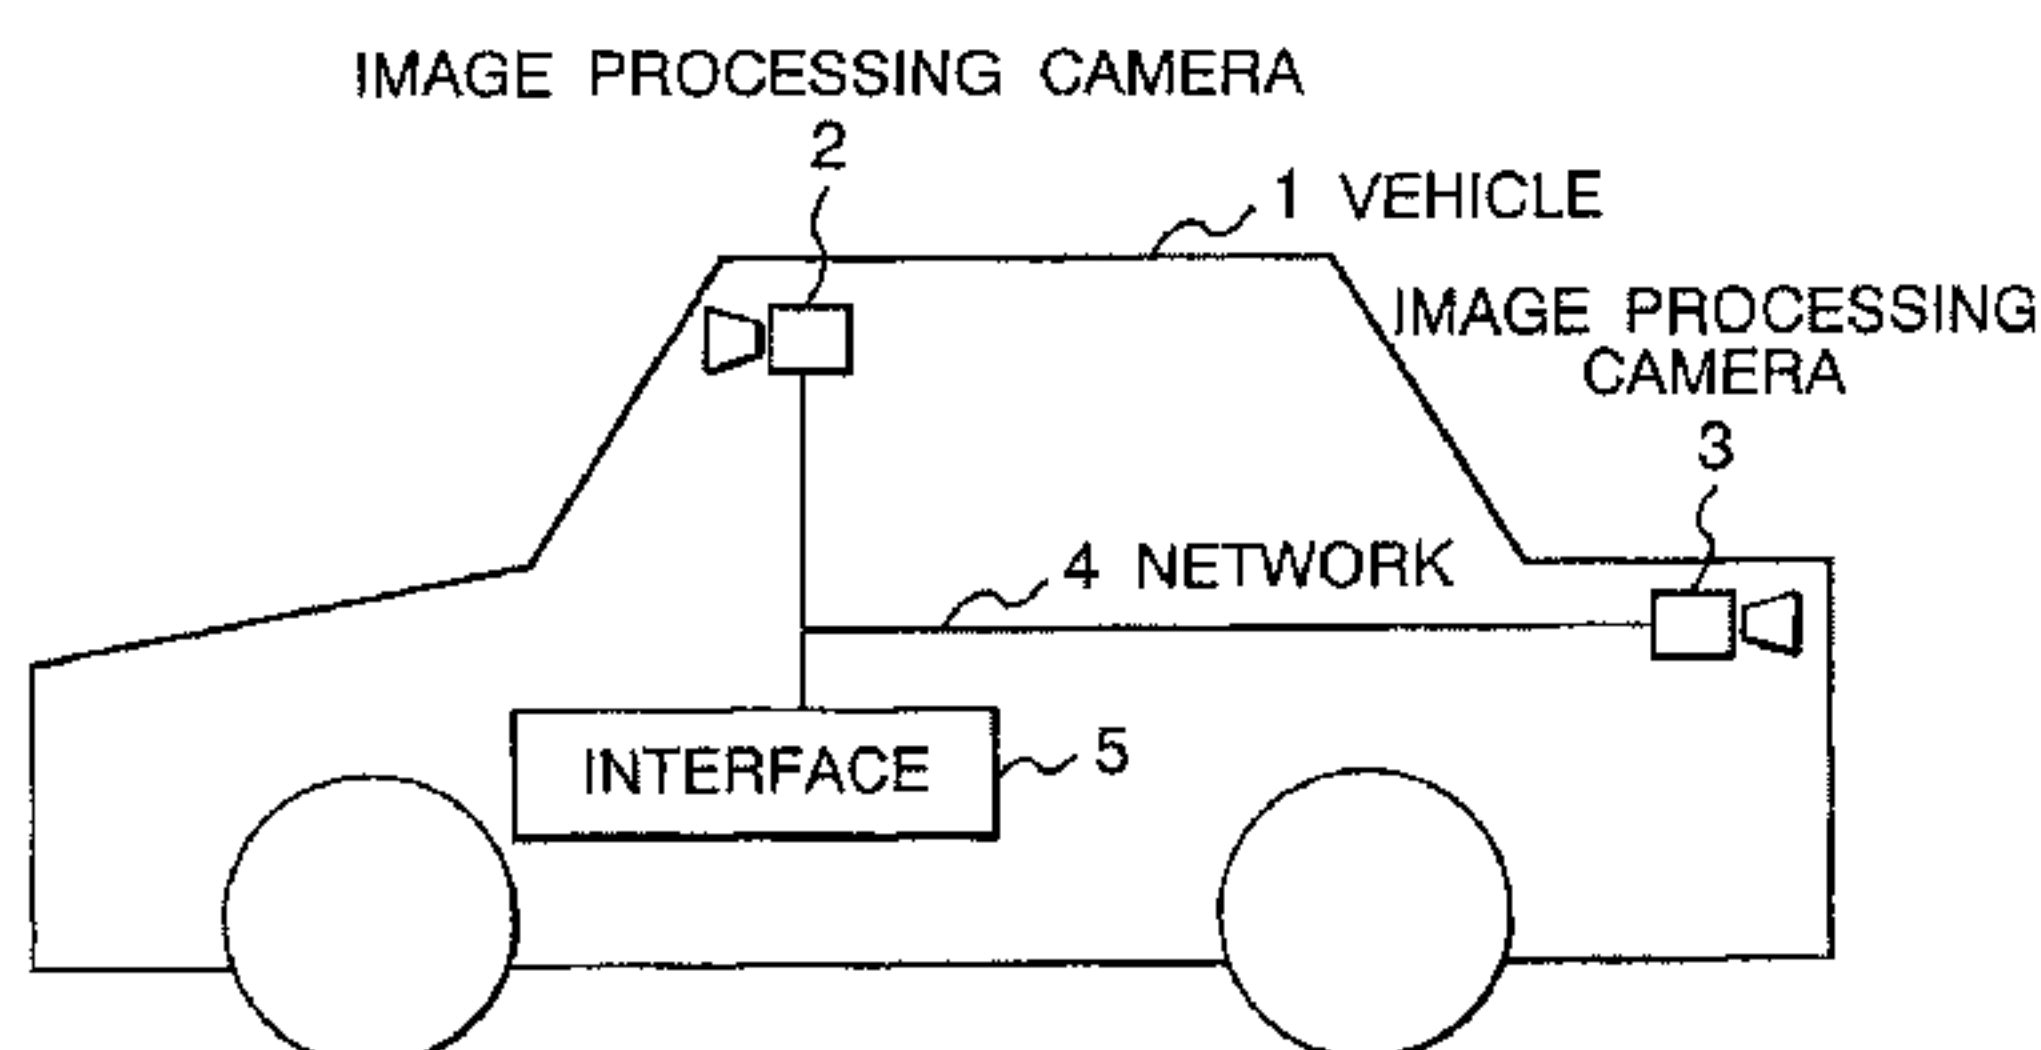 IMAGE PROCESSING CAMERA
2
1 VEHICLE
IMAGE PROCESSING
CAMERA
3
4 NETWORK
INTERFACE
5